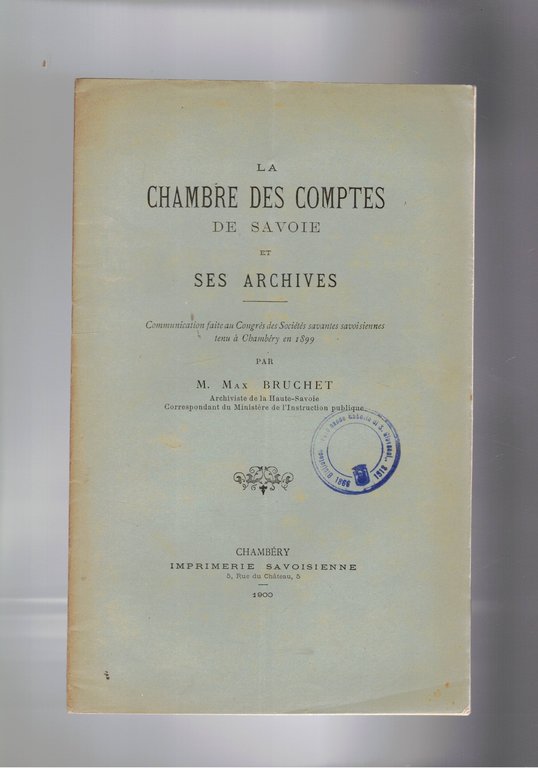 LA
CHAMBRE DES COMPTES
DE SAVOIE
ET
SES ARCHIVES
Communication faite au Congrès des Sociétés savantes savoisiennes
tenu à Chambéry en 1899
PAR
M. MAX BRUCHET
Archiviste de la Haute-Savoie
Correspondant du Ministère de l'Instruction publique
1866 1918
CHAMBÉRY
IMPRIMERIE SAVOISIENNE
5, Rue du Château, 5
1900